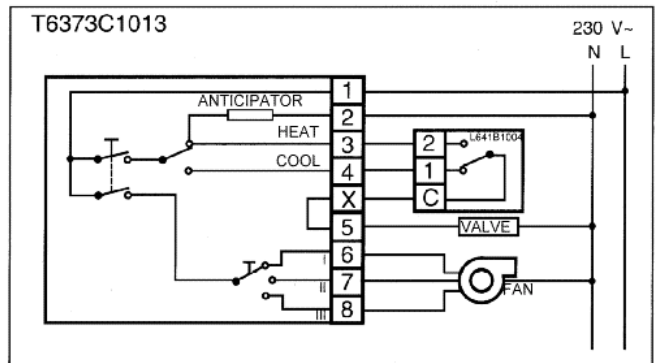 T6373C1013
230 V~
N L
1
ANTICIPATOR
2
HEAT
3
COOL
4
X
5
I 6
II 7
III 8
L641B1004
2
1
C
VALVE
FAN